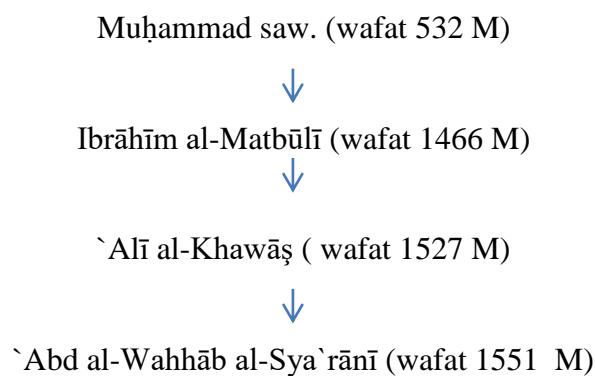 Muḥammad saw. (wafat 532 M)
Ibrāhīm al-Matbūlī (wafat 1466 M)
`Alī al-Khawāş ( wafat 1527 M)
`Abd al-Wahhāb al-Sya`rānī (wafat 1551  M)